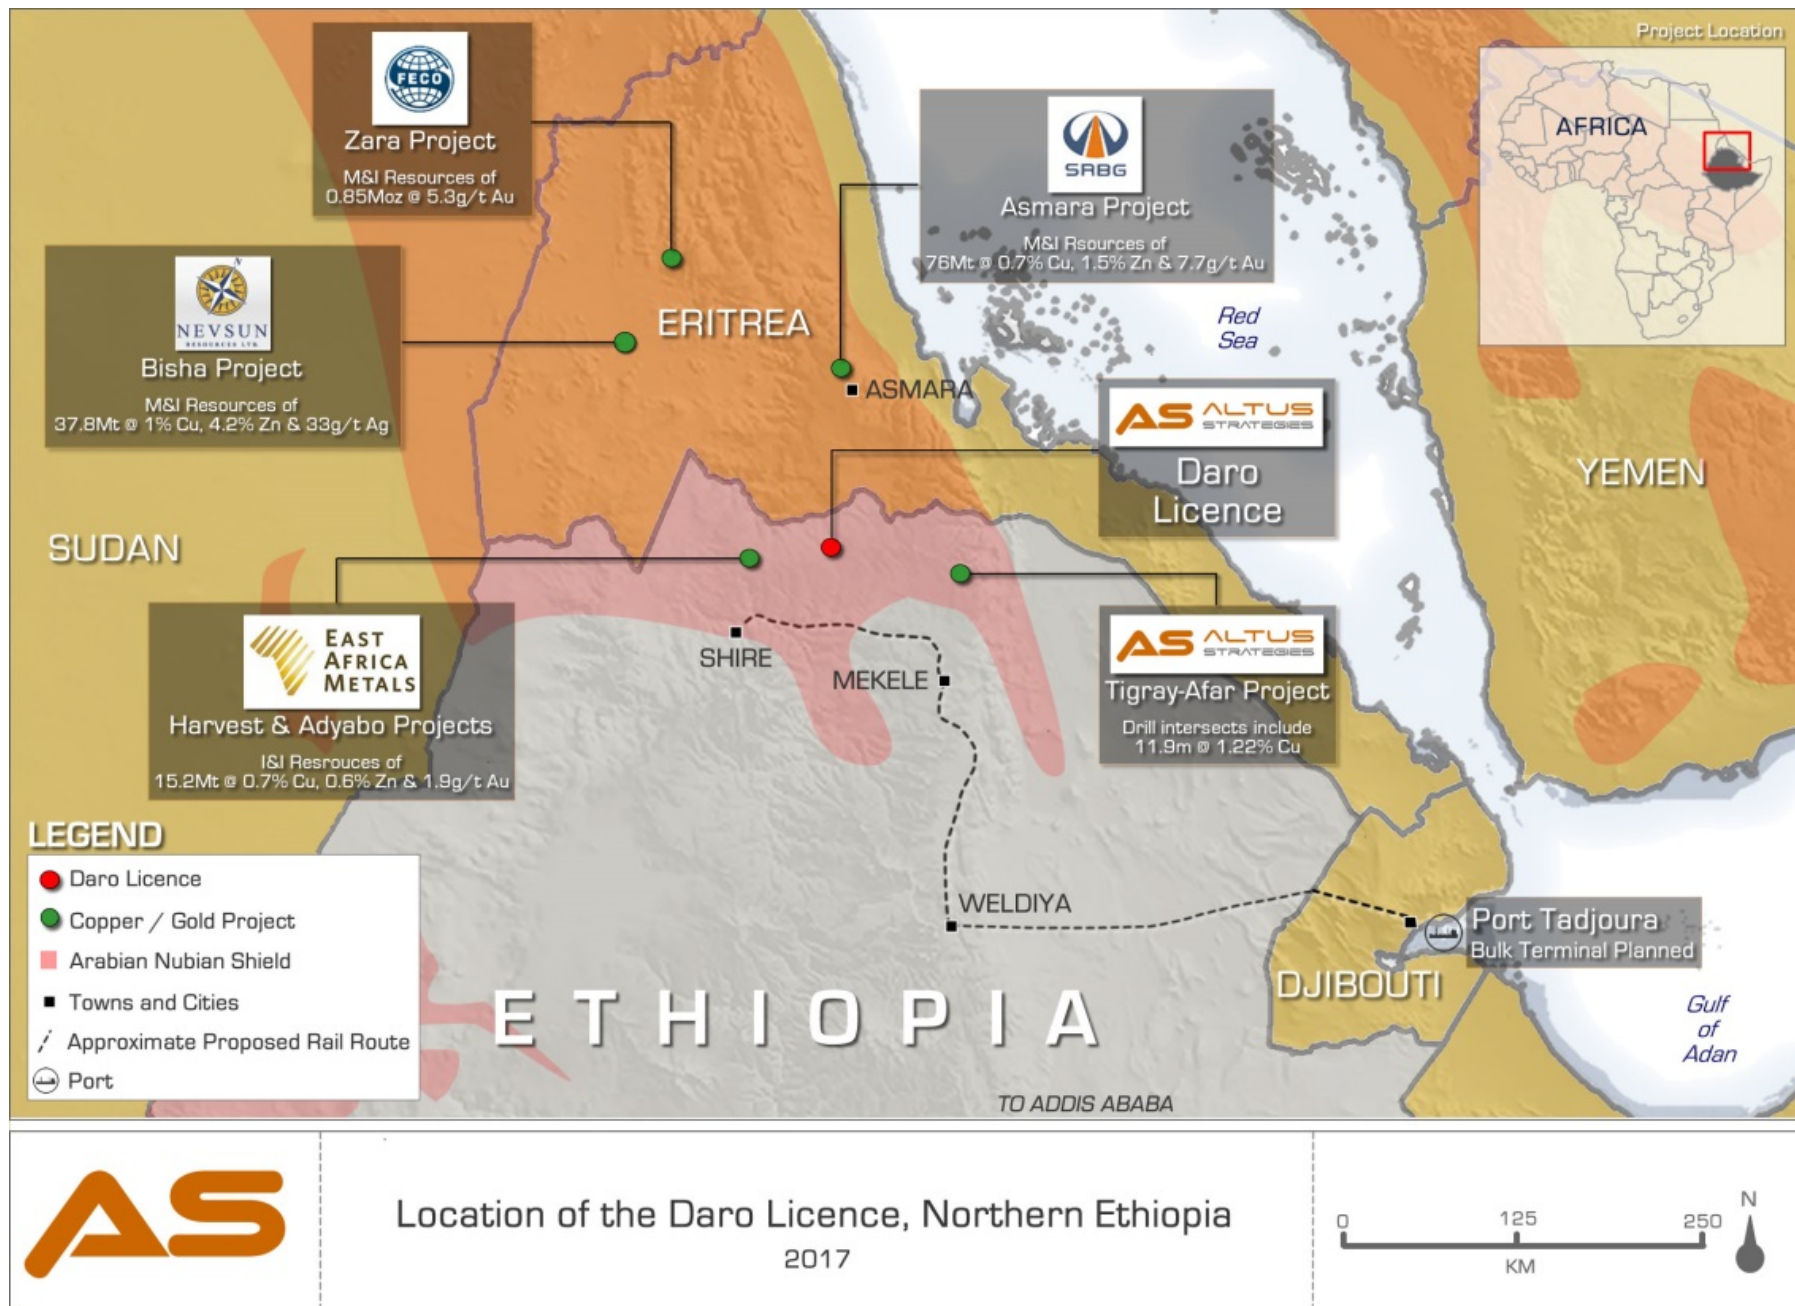 Project Location
AFRICA
FECO
Zara Project
M&I Resources of
0.85Moz @ 5.3g/t Au
SRBG
Asmara Project
M&I Rsources of
76Mt @ 0.7% Cu, 1.5% Zn & 7.7g/t Au
N
NEVSUN
RESOURCES LTD.
Bisha Project
M&I Resources of
37.8Mt @ 1% Cu, 4.2% Zn & 33g/t Ag
ERITREA
Red
Sea
ASMARA
AS ALTUS
STRATEGIES
Daro
Licence
YEMEN
SUDAN
EAST
AFRICA
METALS
Harvest & Adyabo Projects
I&I Resrouces of
15.2Mt @ 0.7% Cu, 0.6% Zn & 1.9g/t Au
SHIRE
MEKELE
AS ALTUS
STRATEGIES
Tigray-Afar Project
Drill intersects include
11.9m @ 1.22% Cu
LEGEND
Daro Licence
Copper / Gold Project
Arabian Nubian Shield
Towns and Cities
Approximate Proposed Rail Route
Port
WELDIYA
Port Tadjoura
Bulk Terminal Planned
DJIBOUTI
ETHIOPIA
Gulf
of
Adan
TO ADDIS ABABA
AS
Location of the Daro Licence, Northern Ethiopia
2017
0 125 250
KM
N